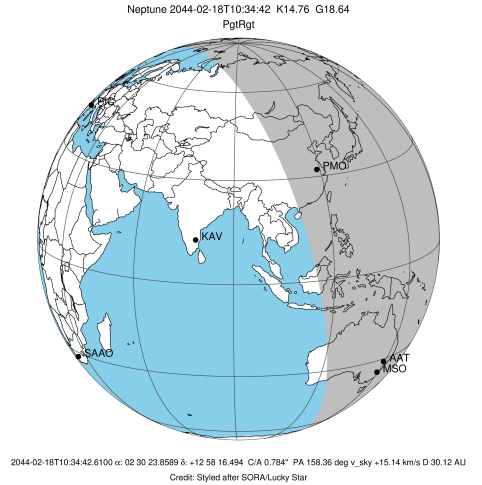 Neptune 2044-02-18T10:34:42 K14.76 G18.64
PgtRgt
PIC
PMO
KAV
SAAO
AAT
MSO
2044-02-18T10:34:42.6100 α: 02 30 23.8589 δ: +12 58 16.494 C/A 0.784" PA 158.36 deg v_sky +15.14 km/s D 30.12 AU
Credit: Styled after SORA/Lucky Star